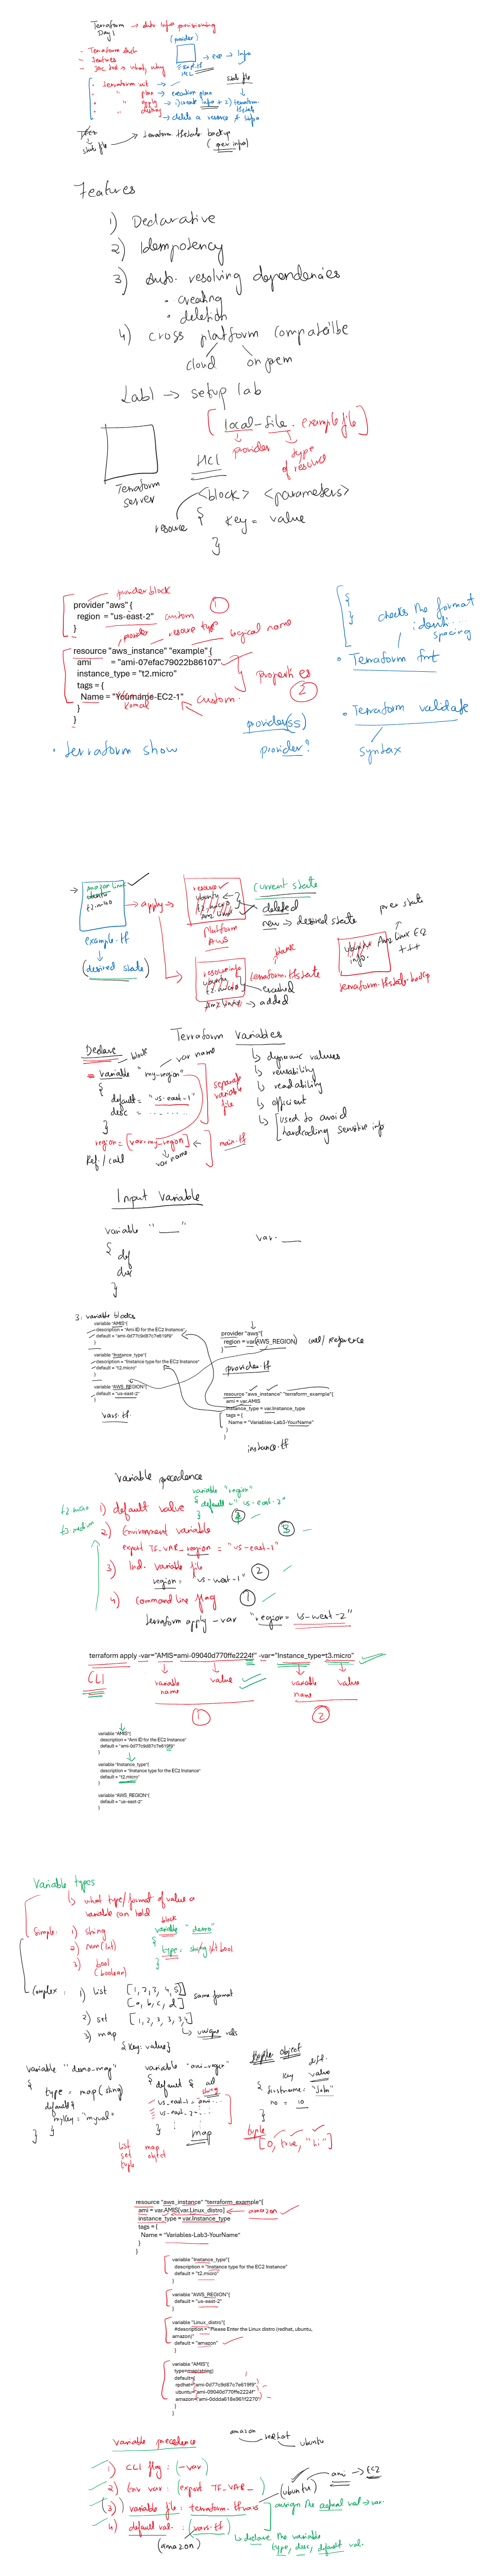 Terraform → auto infra provisioning
Day 1
(provider)
- Terraform
- features
- what, why
→ exp → Infra
HCL
state file
• terraform init →
• " plan → execution plan
• " apply → 1) create infra + 2) terraform.tfstate
• " destroy → delete a resource & infra
state file → terraform.tfstate.backup
(prev infra)
Features
1) Declarative
2) Idempotency
3) Auto. resolving dependencies
• creating
• deletion
4) cross platform compateilbe
cloud on prem
Lab1 → setup lab
[local-file. example file]
provider type of resource
Terraform server
HCL
<block> <parameters>
resource {
key = value
}
provider block
provider "aws" {
region = "us-east-2" custom
}
①
provider resource type logical name
resource "aws_instance" "example" {
ami = "ami-07efac79022b86107"
instance_type = "t2.micro"
tags = {
Name = "Yourname-EC2-1"
}
}
properties
②
Komal
custom.
• terraform show
provider(ss)
provider?
{
}
checks the format
spacing
• Terraform fmt
• Terraform validate
syntax
→ amazon linux
ubuntu
t2.micro
→ apply →
example.tf
(desired state)
resource
ubuntu
t2.micro
Amz Linux
Platform
AWS
current state
deleted
new → desired state
blank
resource info
ubuntu
t2.micro
Amz Linux → added
terraform.tfstate
created
prev state
ubuntu info.
Amz Linux EC2
+++
terraform.tfstate.backup
Terraform variables
Declare
block var name
variable "my-region"
{
default = "us-east-1"
desc = ......
}
separate variable file
region = [var.my_region] ← main.tf
Ref / call
var name
↳ dynamic values
↳ reusability
↳ readability
↳ efficient
↳ used to avoid
hardcoding sensitive info
Input Variable
variable "___"
{
def
des
}
var. ___
3: variable blocks
variable "AMIS"{
description = "Ami ID for the EC2 Instance"
default = "ami-0d77c9d87c7e619f9"
}
variable "Instance_type"{
description = "Instance type for the EC2 Instance"
default = "t2.micro"
}
variable "AWS_REGION"{
default = "us-east-2"
}
vars.tf.
provider "aws"{
region = var(AWS_REGION)
}
call / Reference
provider.tf
resource "aws_instance" "terraform_example"{
ami = var.AMIS
instance_type = var.Instance_type
tags = {
Name = "Variables-Lab3-YourName"
}
}
instance.tf
Variable precedence
t2.micro 1) default value
variable "region"
{ default = "us-east-2"
}
④
t3.medium 2) Environment variable ③
export TF_VAR_region = "us-east-1"
3) Ind. variable file
region = us-west-1" ②
4) Command line flag ①
terraform apply -var "region = us-west-2"
terraform apply -var="AMIS=ami-09040d770ffe2224f" -var="Instance_type=t3.micro"
CLI
variable name value
①
variable name value
②
variable "AMIS"{
description = "Ami ID for the EC2 Instance"
default = "ami-0d77c9d87c7e619f9"
}
variable "Instance_type"{
description = "Instance type for the EC2 Instance"
default = "t2.micro"
}
variable "AWS_REGION"{
default = "us-east-2"
}
Variable types
↳ what type/format of value a
variable can hold
Simple: 1) string
2) num (int)
3) bool
(boolean)
block
variable "demo"
{
type = string/int bool
}
Complex: 1) list [1, 2, 3, 4, 5]
[a, b, c, d] same format
2) set [1, 2, 3, 3, 3, 4]
↳ unique vals
3) map
{key: value}
variable "demo-map"
{
type = map(string)
default {
mykey = "myval"
}
}
variable "ami_region"
{ default {
string
us-east-1 = ami-...
us-east-2 = ...
}
map
object
diff.
key value
{ firstname: "John"
no = 10
}
tuple
[0, true, "hi"]
list map
set object
tuple
resource "aws_instance" "terraform_example"{
ami = var.AMIS[var.Linux_distro] ← amazon
instance_type = var.Instance_type
tags = {
Name = "Variables-Lab3-YourName"
}
}
variable "Instance_type"{
description = "Instance type for the EC2 Instance"
default = "t2.micro"
}
variable "AWS_REGION"{
default = "us-east-2"
}
variable "Linux_distro"{
#description = "Please Enter the Linux distro (redhat, ubuntu,
amazon)"
default = "amazon"
}
variable "AMIS"{
type=map(string)
default={
redhat="ami-0d77c9d87c7e619f9"
ubuntu="ami-09040d770ffe2224f"
amazon="ami-0ddda618e961f2270"
}
}
Variable precedence
amazon redhat ubuntu
1) CLI flag : (-var)
2) Env var : (export TF_VAR_)
3) variable file : terraform.tfvars
(ubuntu) ami → EC2
assign the actual val → var.
4) default val. : (vars.tf)
(amazon)
↳ declare the variable
type, desc, default val.